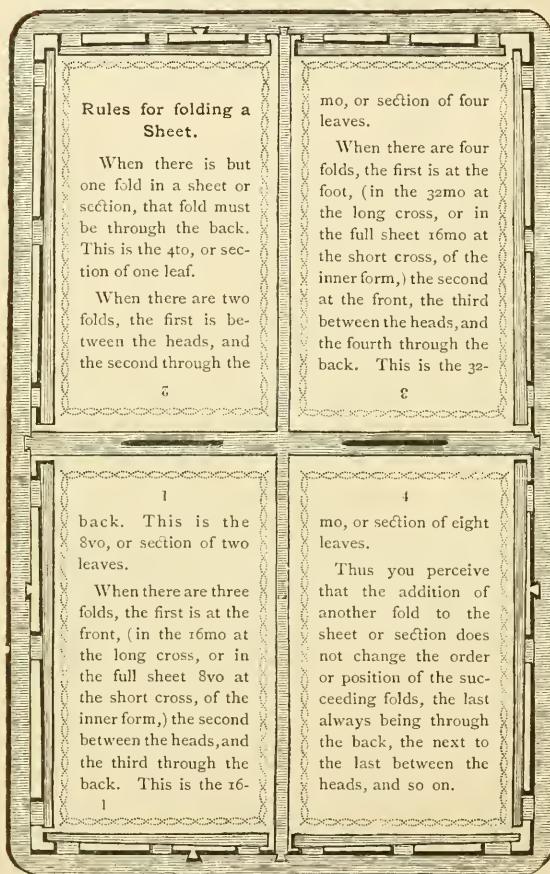 Rules for folding a
Sheet.
When there is but
one fold in a sheet or
section, that fold must
be through the back.
This is the 4to, or sec-
tion of one leaf.
When there are two
folds, the first is be-
tween the heads, and
the second through the
2
1
back. This is the
8vo, or section of two
leaves.
When there are three
folds, the first is at the
front, (in the 16mo at
the long cross, or in
the full sheet 8vo at
the short cross, of the
inner form,) the second
between the heads, and
the third through the
back. This is the 16-
1
mo, or section of four
leaves.
When there are four
folds, the first is at the
foot, (in the 32mo at
the long cross, or in
the full sheet 16mo at
the short cross, of the
inner form,) the second
at the front, the third
between the heads, and
the fourth through the
back. This is the 32-
3
4
mo, or section of eight
leaves.
Thus you perceive
that the addition of
another fold to the
sheet or section does
not change the order
or position of the suc-
ceeding folds, the last
always being through
the back, the next to
the last between the
heads, and so on.